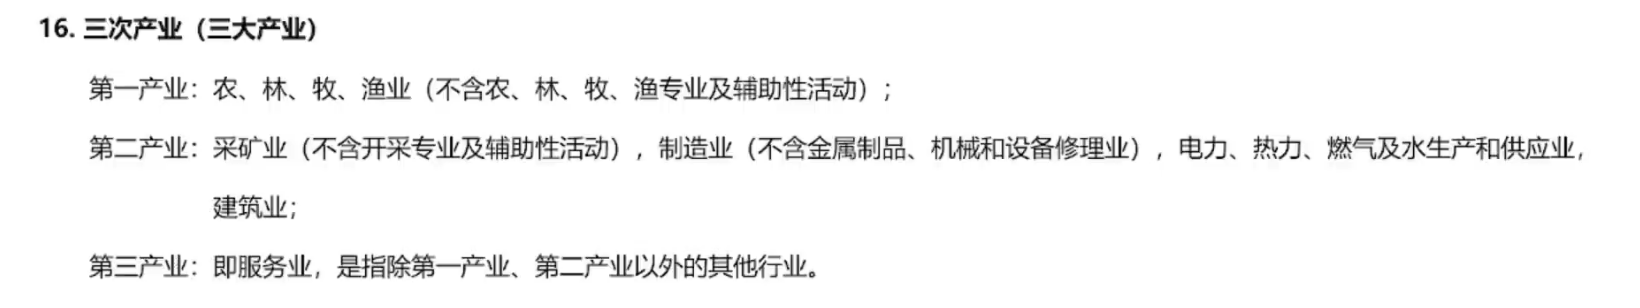 16. 三次产业（三大产业）
第一产业：农、林、牧、渔业（不含农、林、牧、渔专业及辅助性活动）；
第二产业：采矿业（不含开采专业及辅助性活动），制造业（不含金属制品、机械和设备修理业），电力、热力、燃气及水生产和供应业，
建筑业；
第三产业：即服务业，是指除第一产业、第二产业以外的其他行业。